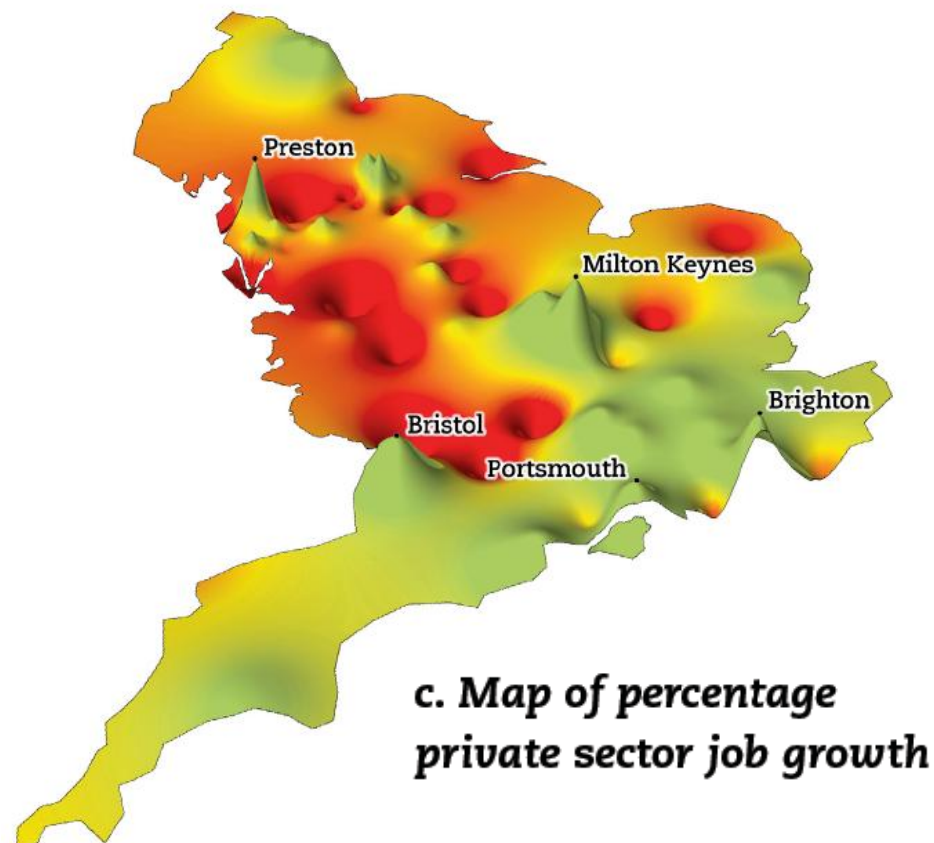 Preston
Milton Keynes
Brighton
Bristol
Portsmouth
c. Map of percentage
private sector job growth